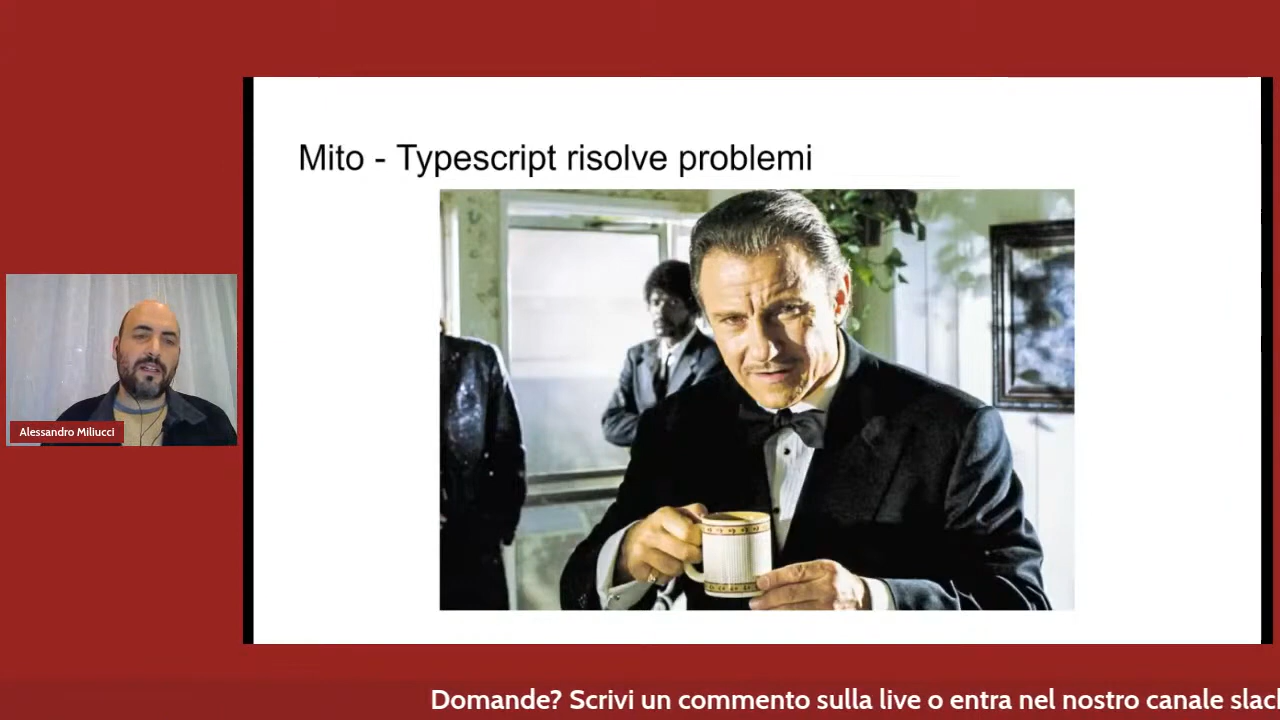 Mito - Typescript risolve problemi
Alessandro Miliucci
Domande? Scrivi un commento sulla live o entra nel nostro canale